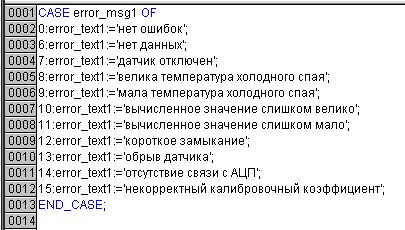 0001 CASE error_msg1 OF
0002 0:error_text1:='нет ошибок';
0003 6:error_text1:='нет данных';
0004 7:error_text1:='датчик отключен';
0005 8:error_text1:='велика температура холодного спая';
0006 9:error_text1:='мала температура холодного спая';
0007 10:error_text1:='вычисленное значение слишком велико';
0008 11:error_text1:='вычисленное значение слишком мало';
0009 12:error_text1:='короткое замыкание';
0010 13:error_text1:='обрыв датчика';
0011 14:error_text1:='отсутствие связи с АЦП';
0012 15:error_text1:='некорректный калибровочный коэффициент';
0013 END_CASE;
0014